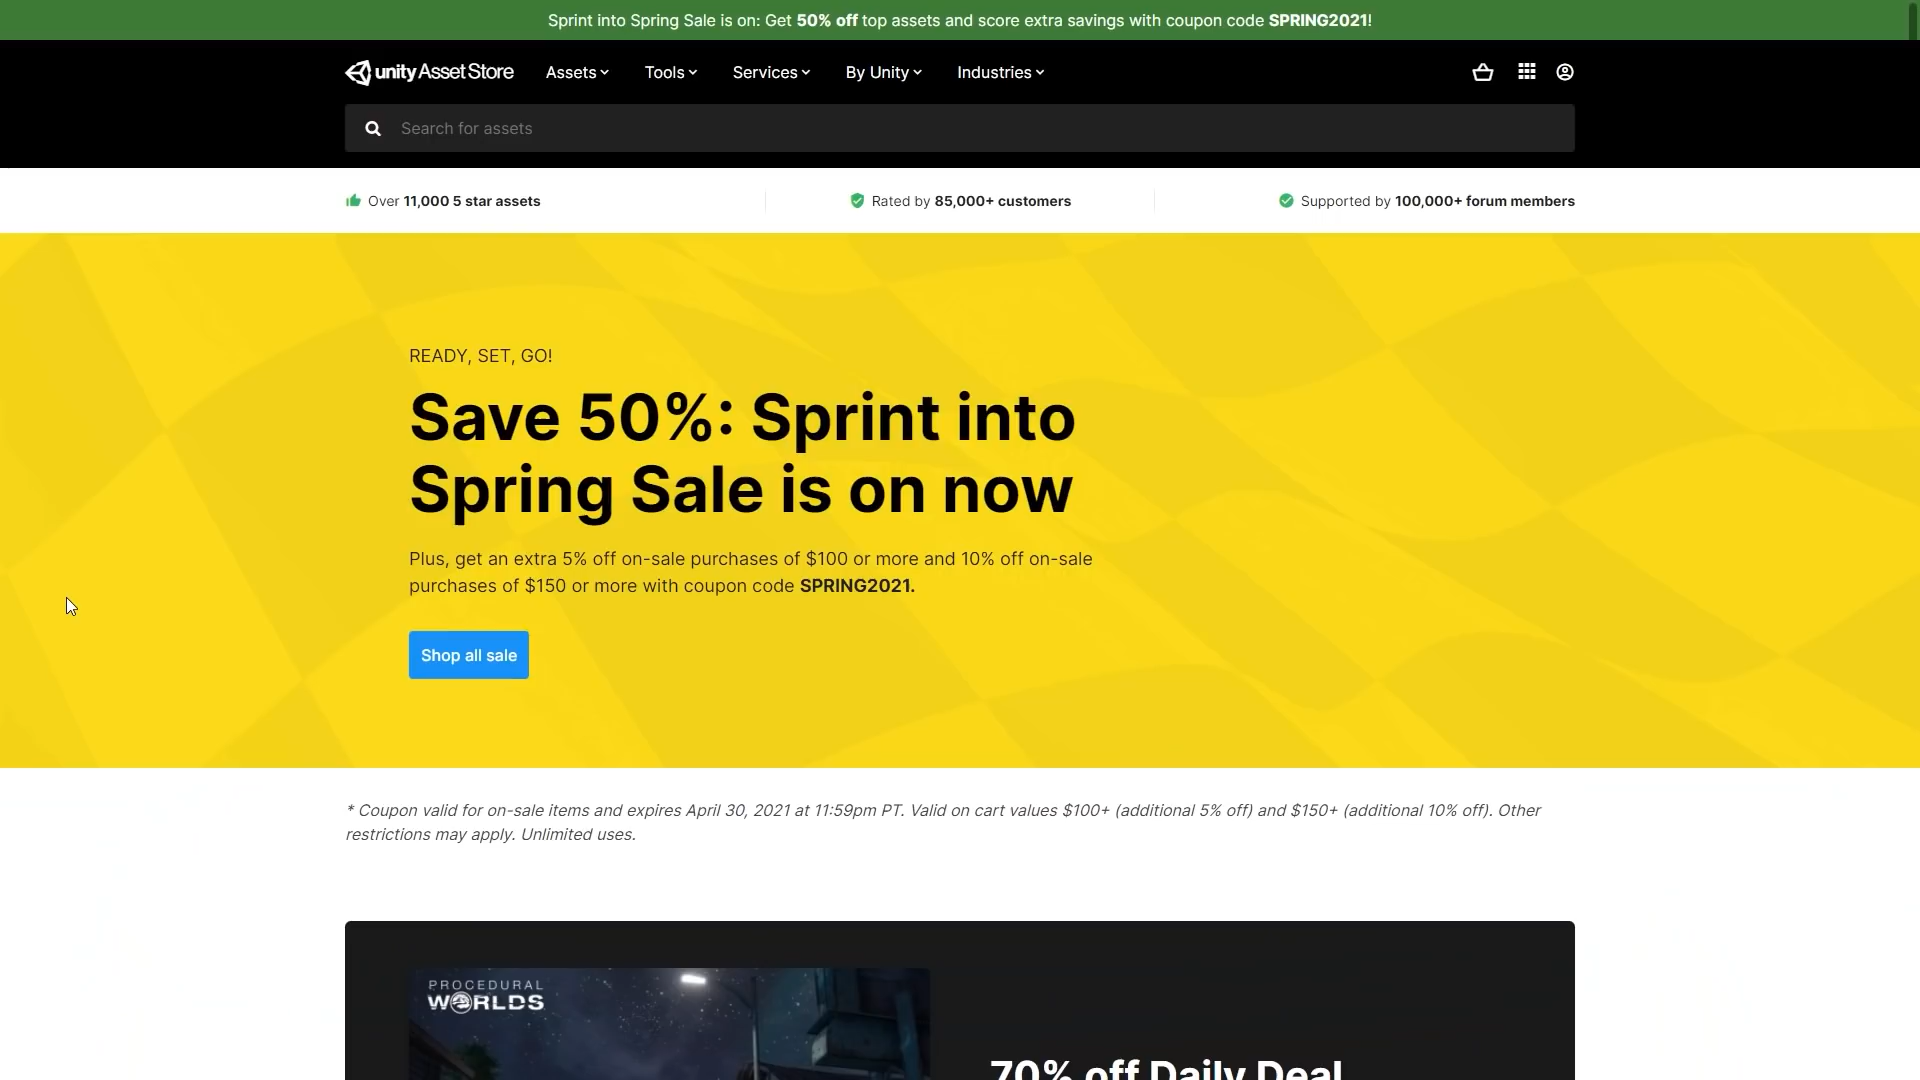 Sprint into Spring Sale is on: Get 50% off top assets and score extra savings with coupon code SPRING2021!
unity Asset Store Assets Tools Services By Unity Industries
Search for assets
Over 11,000 5 star assets Rated by 85,000+ customers Supported by 100,000+ forum members
READY, SET, GO!
Save 50%: Sprint into
Spring Sale is on now
Plus, get an extra 5% off on-sale purchases of $100 or more and 10% off on-sale
purchases of $150 or more with coupon code SPRING2021.
Shop all sale
* Coupon valid for on-sale items and expires April 30, 2021 at 11:59pm PT. Valid on cart values $100+ (additional 5% off) and $150+ (additional 10% off). Other
restrictions may apply. Unlimited uses.
PROCEDURAL
WORLDS
70% off Daily Deal